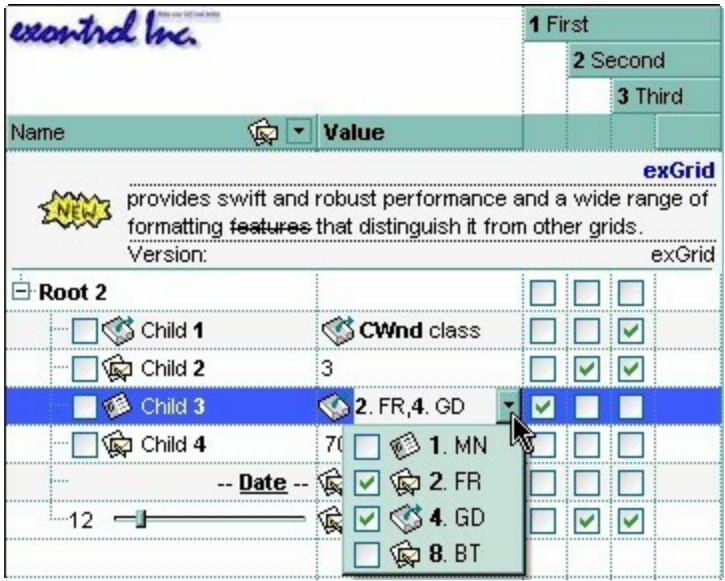 exontrol Inc.
1 First
2 Second
3 Third
Name
Value
exGrid
NEW!
provides swift and robust performance and a wide range of
formatting features that distinguish it from other grids.
Version: exGrid
Root 2
Child 1 CWnd class
Child 2 3
Child 3 2. FR,4. GD
Child 4 70
1. MN
-- Date -- 2. FR
12 4. GD
8. BT